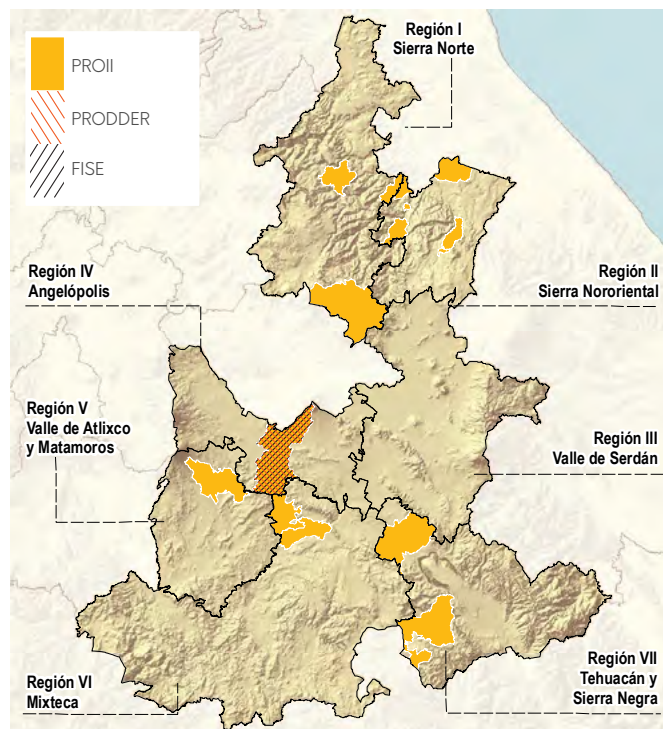 PROII
PRODDER
FISE
Región I
Sierra Norte
Región IV
Angelópolis
Región II
Sierra Nororiental
Región V
Valle de Atlixco
y Matamoros
Región III
Valle de Serdán
Región VI
Mixteca
Región VII
Tehuacán y
Sierra Negra